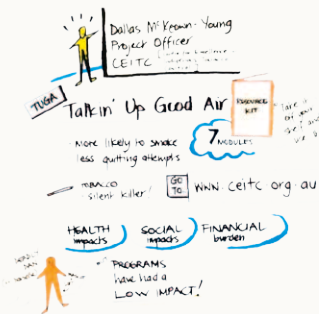 Dallas McKeown-Young
Project Officer
CEITC
TUGA
Talkin' Up Good Air
RESOURCE
KIT
· more likely to smoke
less quitting attempts
7
MODULES
TOBACCO
silent killer!
GO
TO
WWW. ceitc org. au
HEALTH
impacts
SOCIAL
impacts
FINANCIAL
burden
· PROGRAMS
have had a
LOW IMPACT!